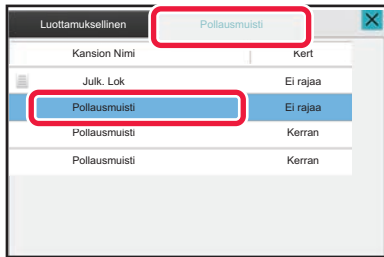 Luottamuksellinen Pollausmuisti
Kansion Nimi Kert
Julk. Lok Ei rajaa
Pollausmuisti Ei rajaa
Pollausmuisti Kerran
Pollausmuisti Kerran